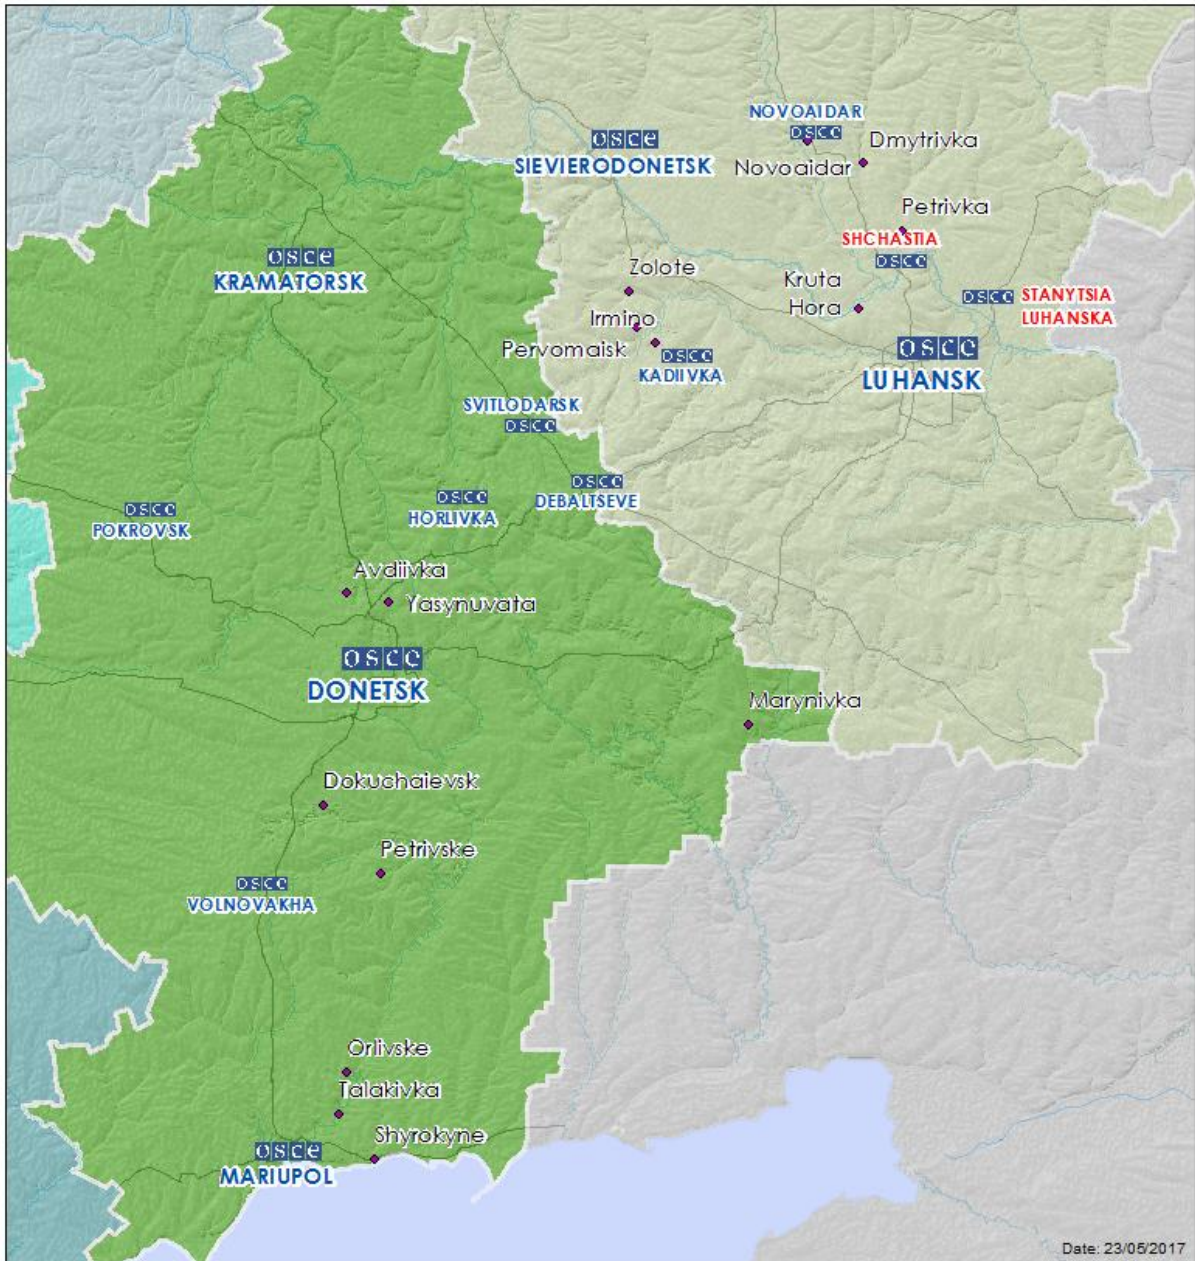 NOVOAIDAR
osce
osce
SIEVIERODONETSK
Dmytrivka
Novoaidar
Petrivka
SHCHASTIA
osce
osce
KRAMATORSK
Zolote
Kruta
Hora
osce
STANYTSIA
LUHANSKA
Irmino
Pervomaisk
osce
KADIIVKA
osce
LUHANSK
SVITLODARSK
osce
osce
DEBALTSEVE
osce
HORLIVKA
osce
POKROVSK
Avdiivka
Yasynuvata
osce
DONETSK
Marynivka
Dokuchaievsk
Petrivske
osce
VOLNOVAKHA
Orlivske
Talakivka
Shyrokyne
osce
MARIUPOL
Date: 23/05/2017